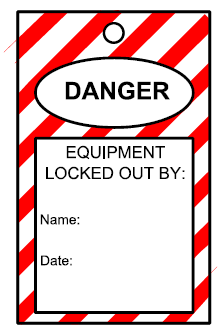 DANGER
EQUIPMENT
LOCKED OUT BY:
Name:
Date: